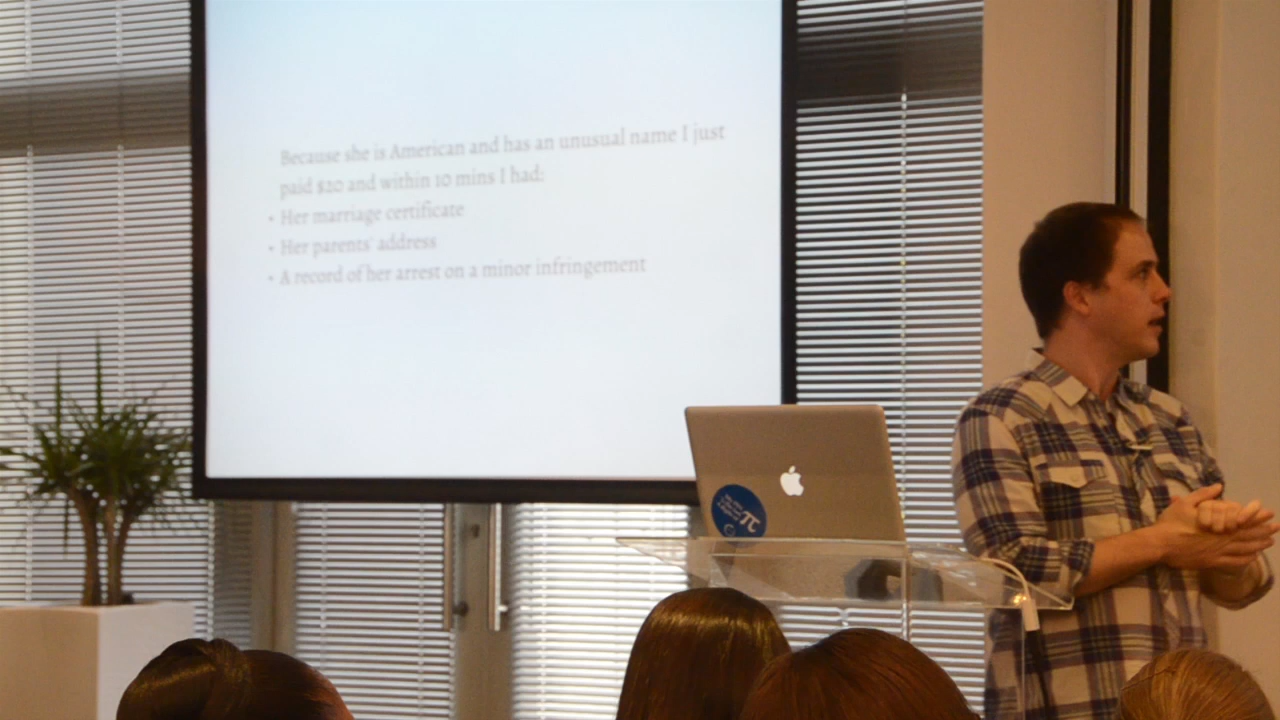 Because she is American and has an unusual name I just
paid $20 and within 10 mins I had:
• Her marriage certificate
• Her parents' address
• A record of her arrest on a minor infringement
π